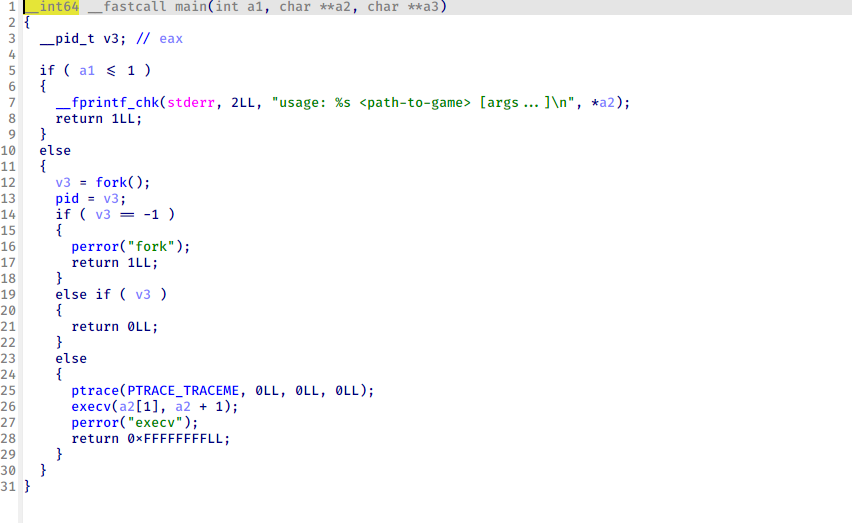 1 __int64 __fastcall main(int a1, char **a2, char **a3)
2 {
3   __pid_t v3; // eax
4
5   if ( a1 <= 1 )
6   {
7     __fprintf_chk(stderr, 2LL, "usage: %s <path-to-game> [args...]\n", *a2);
8     return 1LL;
9   }
10   else
11   {
12     v3 = fork();
13     pid = v3;
14     if ( v3 == -1 )
15     {
16       perror("fork");
17       return 1LL;
18     }
19     else if ( v3 )
20     {
21       return 0LL;
22     }
23     else
24     {
25       ptrace(PTRACE_TRACEME, 0LL, 0LL, 0LL);
26       execv(a2[1], a2 + 1);
27       perror("execv");
28       return 0xFFFFFFFFLL;
29     }
30   }
31 }